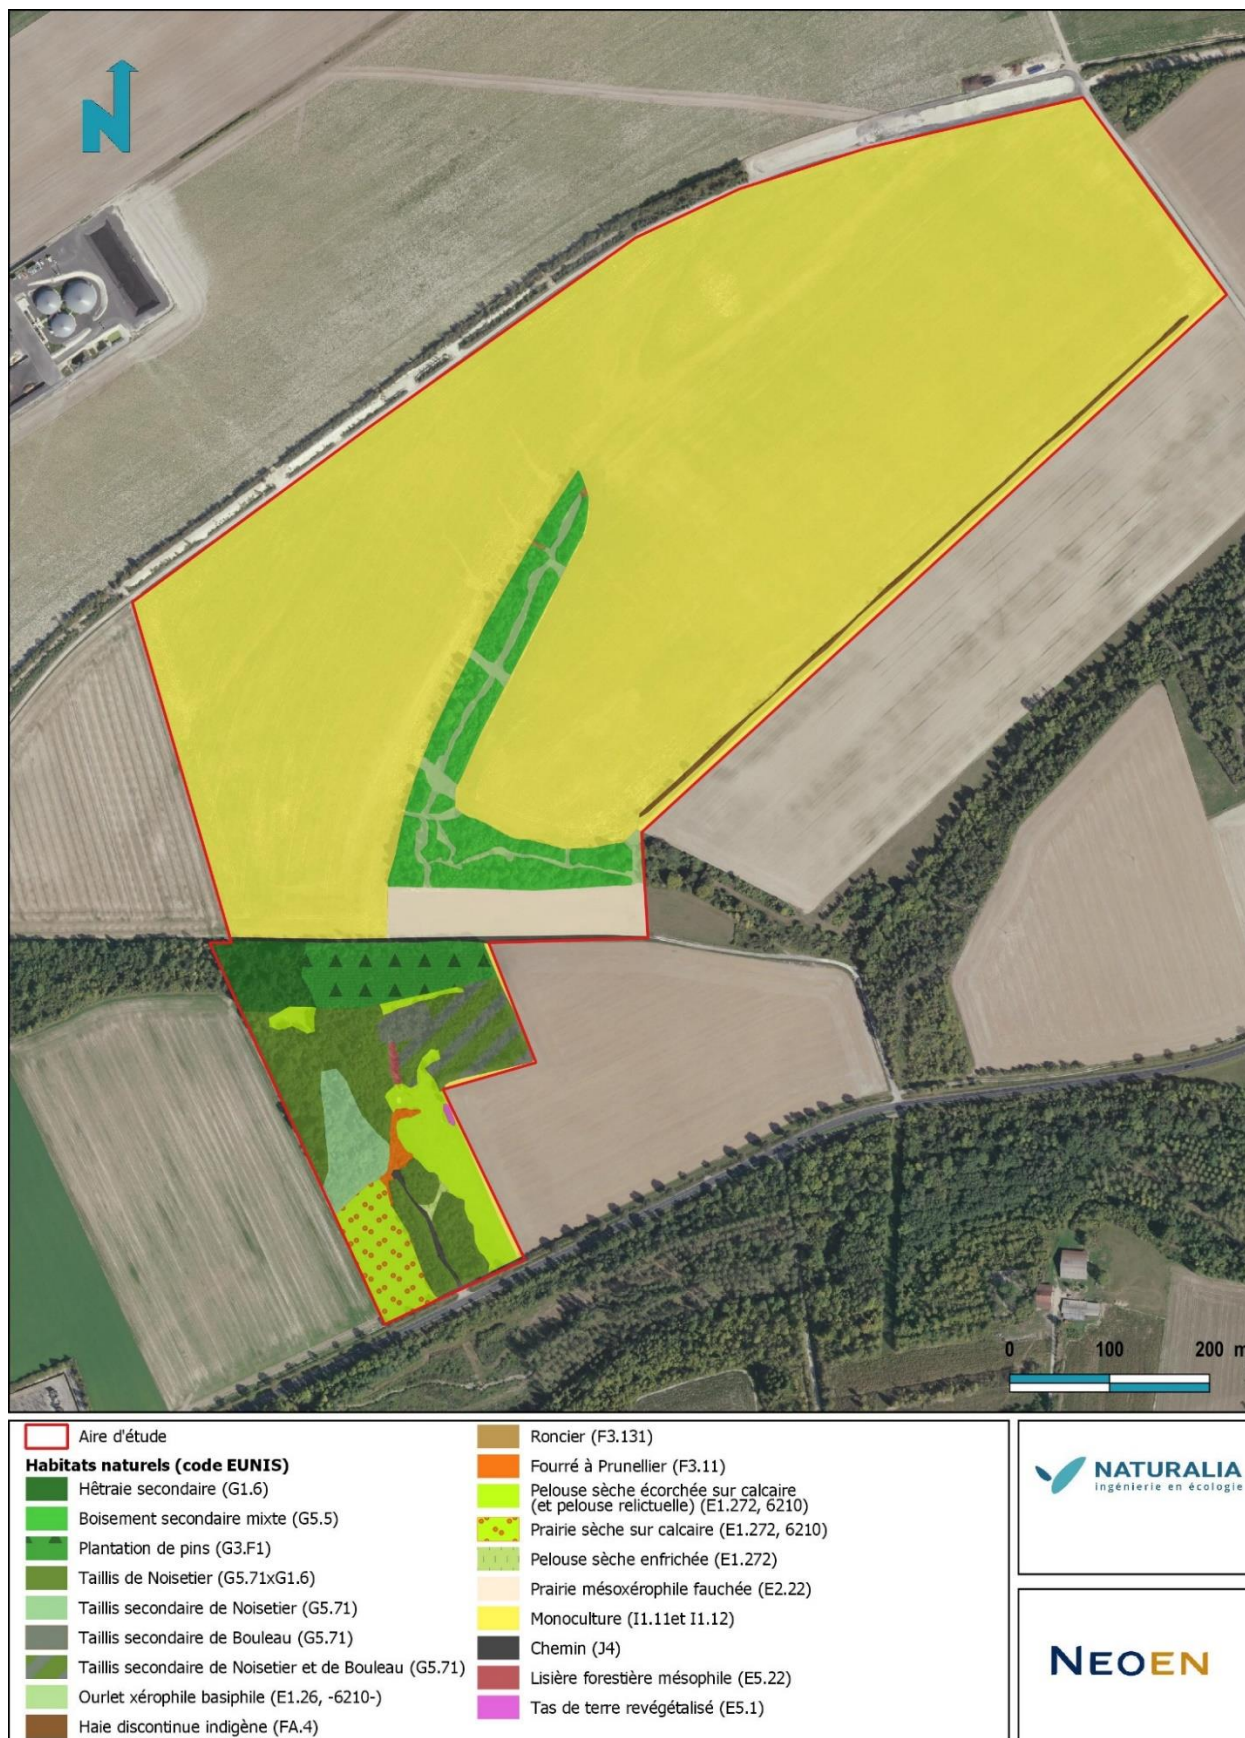 N
0 100 200 m
Aire d'étude
Habitats naturels (code EUNIS)
Hêtraie secondaire (G1.6)
Boisement secondaire mixte (G5.5)
Plantation de pins (G3.F1)
Taillis de Noisetier (G5.71xG1.6)
Taillis secondaire de Noisetier (G5.71)
Taillis secondaire de Bouleau (G5.71)
Taillis secondaire de Noisetier et de Bouleau (G5.71)
Ourlet xérophile basiphile (E1.26, -6210-)
Haie discontinue indigène (FA.4)
Roncier (F3.131)
Fourré à Prunellier (F3.11)
Pelouse sèche écorchée sur calcaire
(et pelouse relictuelle) (E1.272, 6210)
Prairie sèche sur calcaire (E1.272, 6210)
Pelouse sèche enfrichée (E1.272)
Prairie mésoxérophile fauchée (E2.22)
Monoculture (I1.11et I1.12)
Chemin (J4)
Lisière forestière mésophile (E5.22)
Tas de terre revégétalisé (E5.1)
NATURALIA
ingénierie en écologie
NEOEN